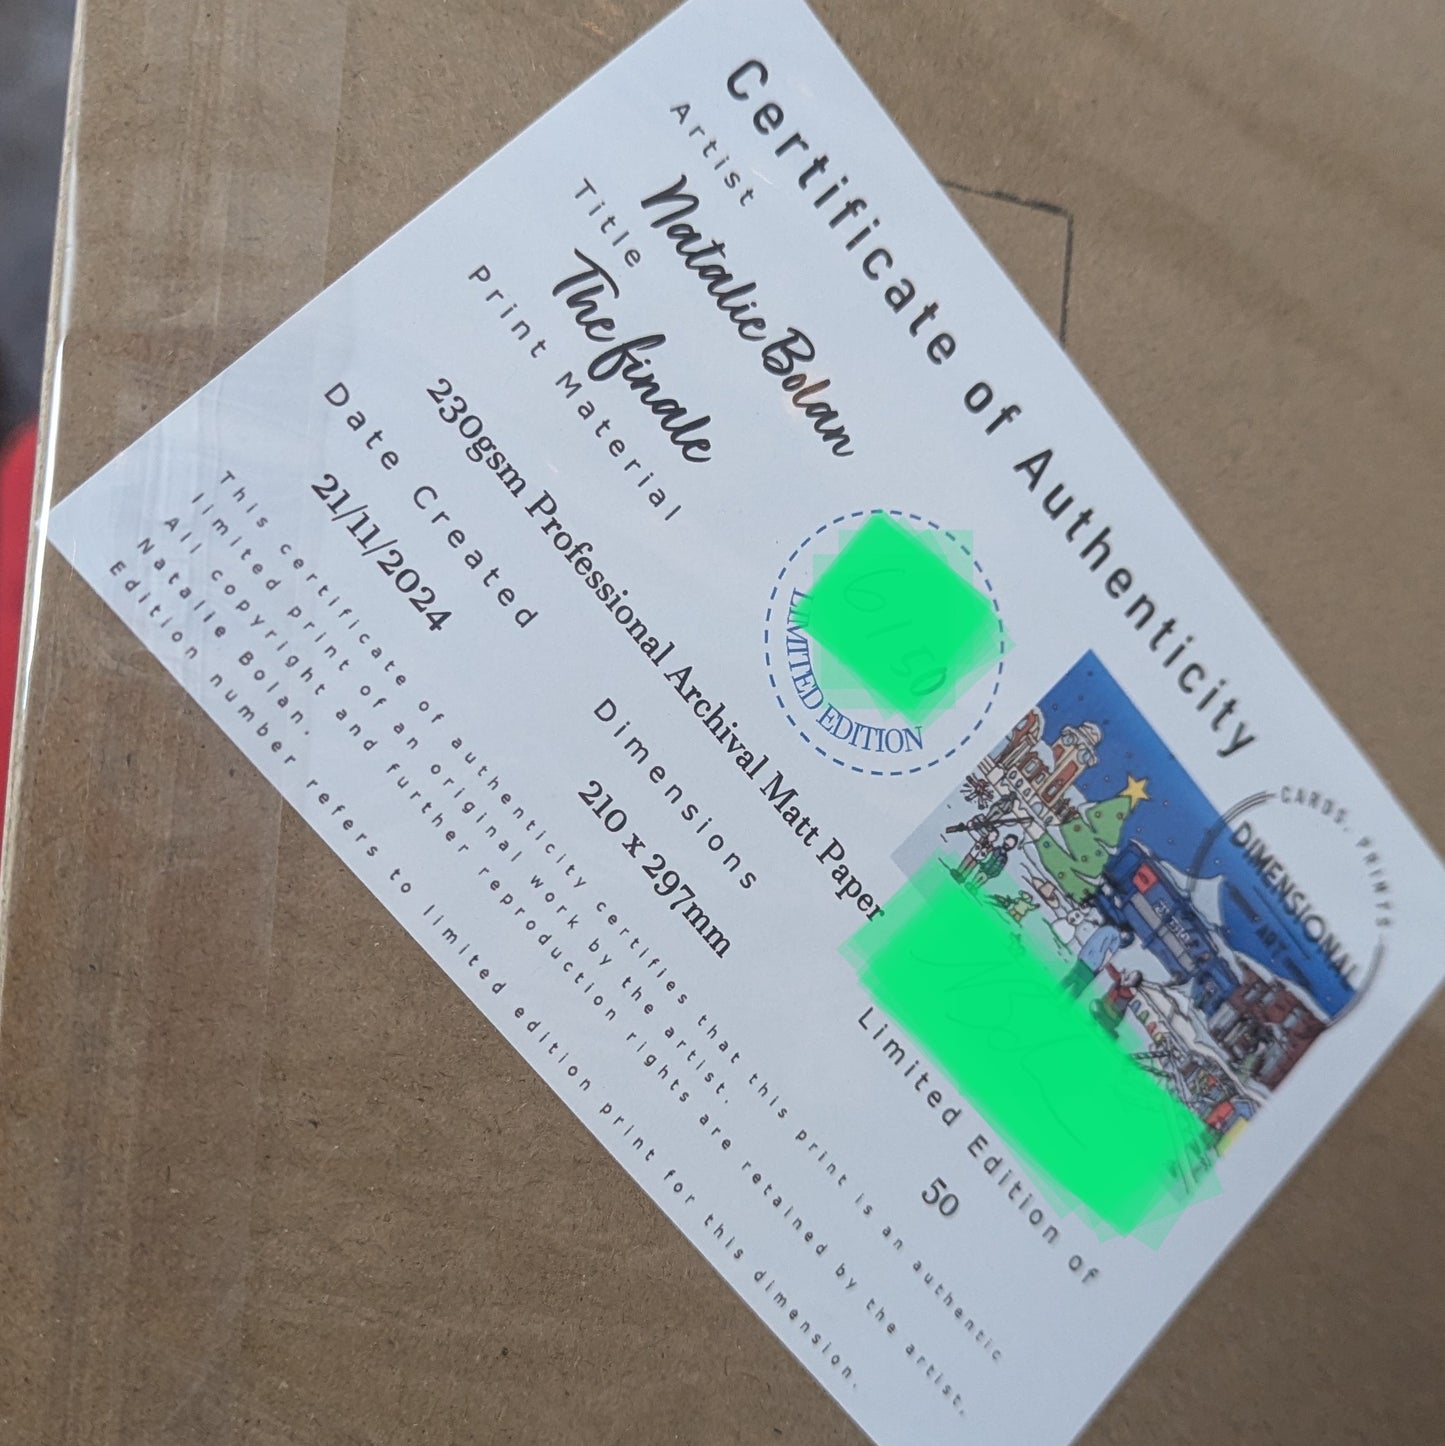 Certificate of Authenticity
Artist
Natalie Bolan
Title
The finale
Print Material
230gsm Professional Archival Matt Paper
Date Created
21/11/2024
Dimensions
210 x 297mm
LIMITED EDITION
6/50
CARDS, PRINTS
DIMENSIONAL
ART
Limited Edition of
50
This certificate of authenticity certifies that this print is an authentic
limited print of an original work by the artist.
All copyright and further reproduction rights are retained by the artist,
Natalie Bolan.
Edition number refers to limited edition print for this dimension.